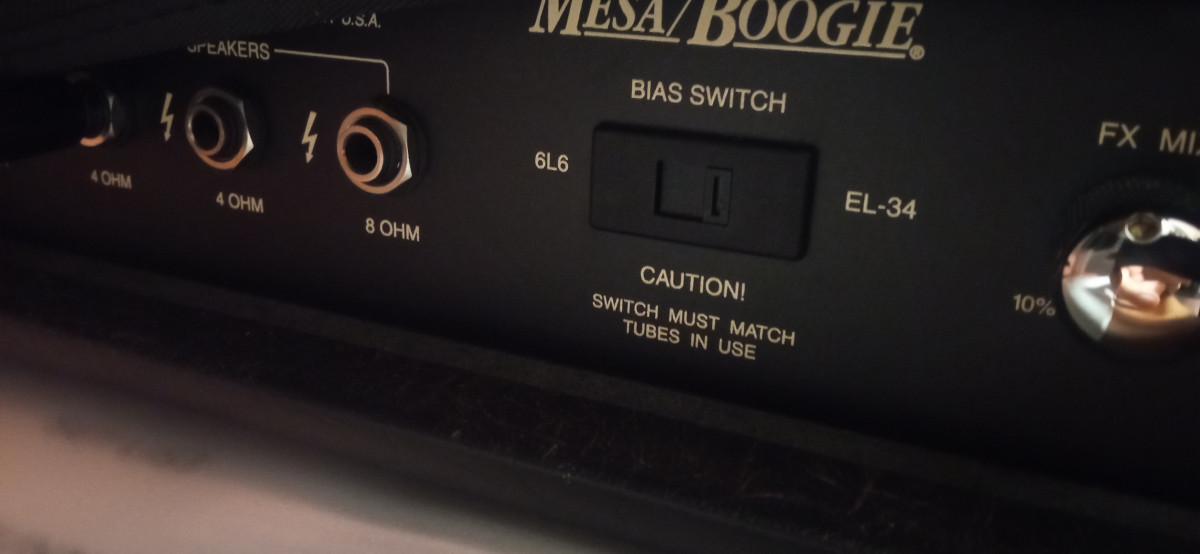 U.S.A.
SPEAKERS
4 OHM
4 OHM
8 OHM
MESA/BOOGIE®
BIAS SWITCH
6L6
EL-34
CAUTION!
SWITCH MUST MATCH
TUBES IN USE
FX MI
10%